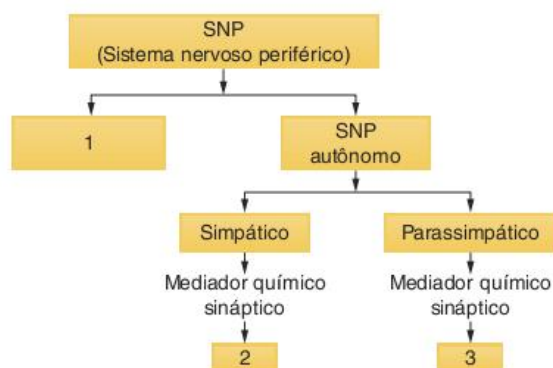 SNP
(Sistema nervoso periférico)
1
SNP
autônomo
Simpático
Parassimpático
Mediador químico
sináptico
Mediador químico
sináptico
2
3